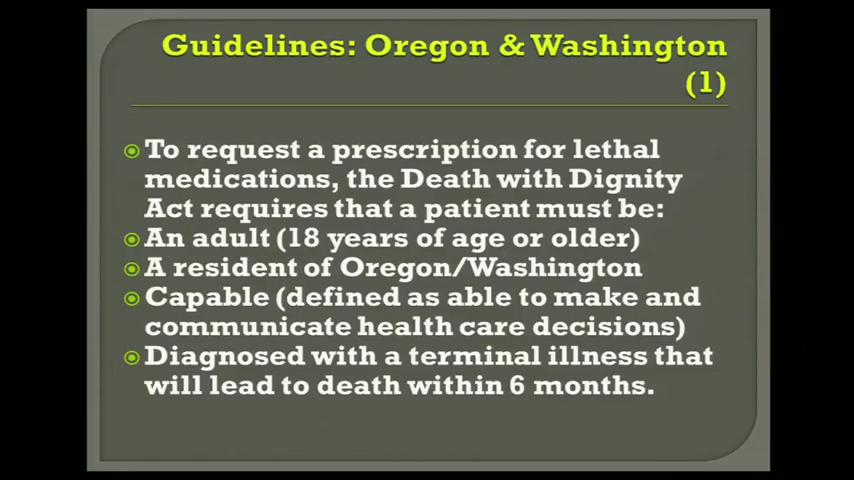 Guidelines: Oregon & Washington
(1)
To request a prescription for lethal
medications, the Death with Dignity
Act requires that a patient must be:
An adult (18 years of age or older)
A resident of Oregon/Washington
Capable (defined as able to make and
communicate health care decisions)
Diagnosed with a terminal illness that
will lead to death within 6 months.